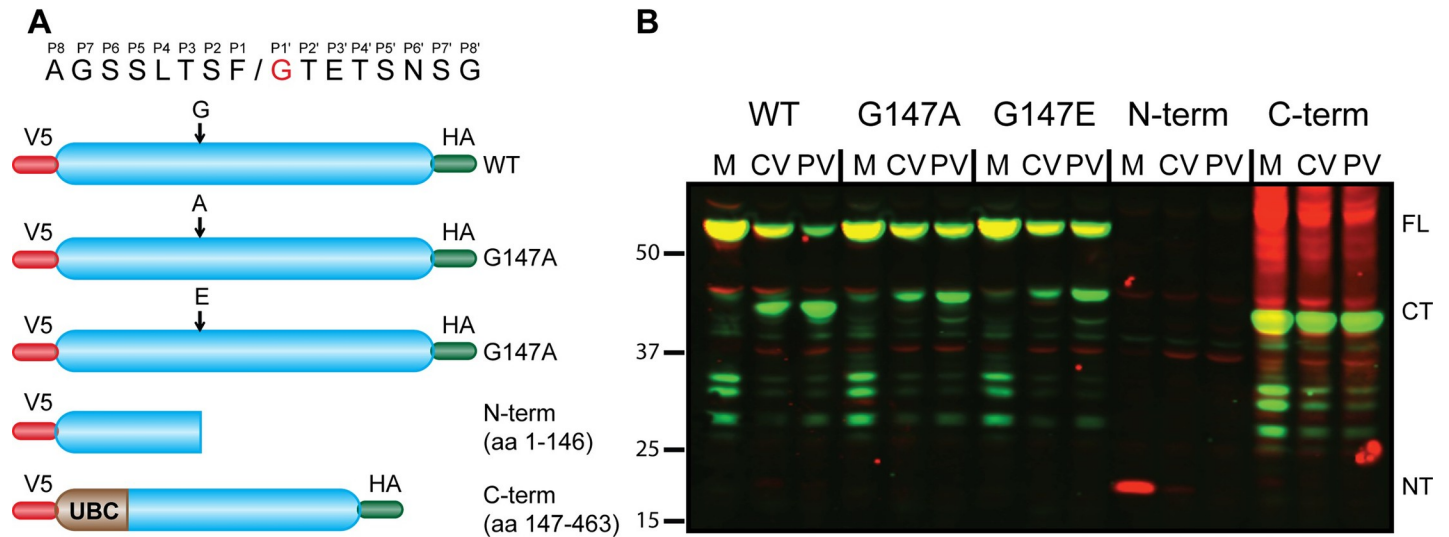 A
P8 P7 P6 P5 P4 P3 P2 P1 P1' P2' P3' P4' P5' P6' P7' P8'
A G S S L T S F / G T E T S N S G
G
V5 HA
WT
A
V5 HA
G147A
E
V5 HA
G147A
V5
N-term
(aa 1-146)
V5 HA
UBC
C-term
(aa 147-463)
B
WT G147A G147E N-term C-term
M CV PV M CV PV M CV PV M CV PV M CV PV
FL
50
CT
37
25
NT
15